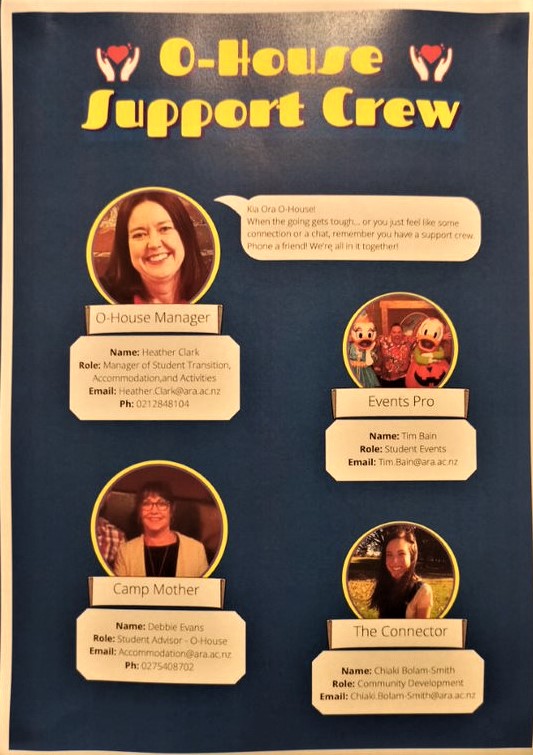 O-House
Support Crew
Kia Ora O-House!
When the going gets tough... or you just feel like some
connection or a chat, remember you have a support crew.
Phone a friend! We're all in it together!
O-House Manager
Name: Heather Clark
Role: Manager of Student Transition,
Accommodation,and Activities
Email: Heather.Clark@ara.ac.nz
Ph: 0212848104
Events Pro
Name: Tim Bain
Role: Student Events
Email: Tim.Bain@ara.ac.nz
Camp Mother
Name: Debbie Evans
Role: Student Advisor - O-House
Email: Accommodation@ara.ac.nz
Ph: 0275408702
The Connector
Name: Chiaki Bolam-Smith
Role: Community Development
Email: Chiaki.Bolam-Smith@ara.ac.nz